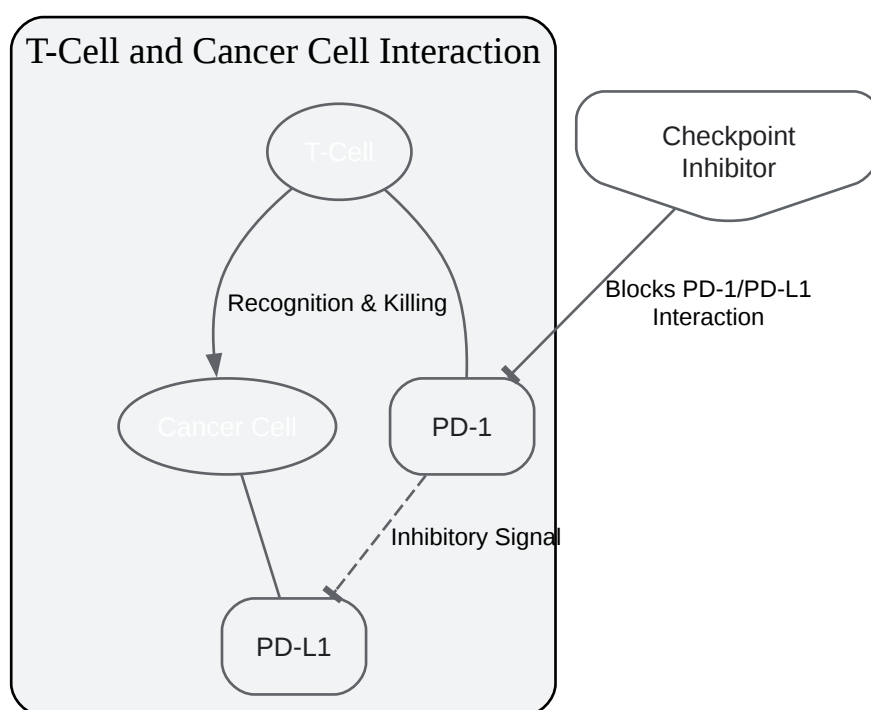 T-Cell and Cancer Cell Interaction
T-Cell
Checkpoint
Inhibitor
Recognition & Killing
Blocks PD-1/PD-L1
Interaction
Cancer Cell
PD-1
Inhibitory Signal
PD-L1